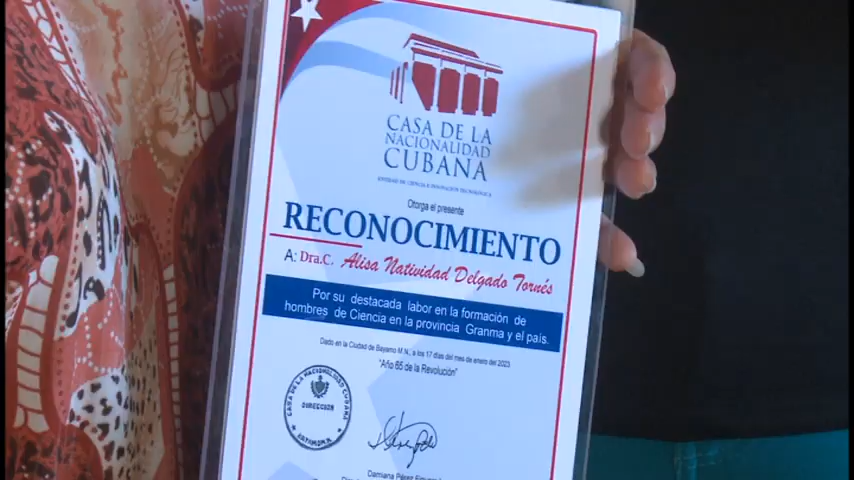 CASA DE LA
NACIONALIDAD
CUBANA
Otorga el presente
RECONOCIMIENTO
A: Dra.C. Alisa Natividad Delgado Tornés
Por su destacada labor en la formación de
hombres de Ciencia en la provincia Granma y el país.
Dado en la Ciudad de Bayamo M.N., a los 17 días del mes de enero del 2023
"Año 65 de la Revolución"
CASA DE LA NACIONALIDAD CUBANA
DIRECCION
Damiana Pérez